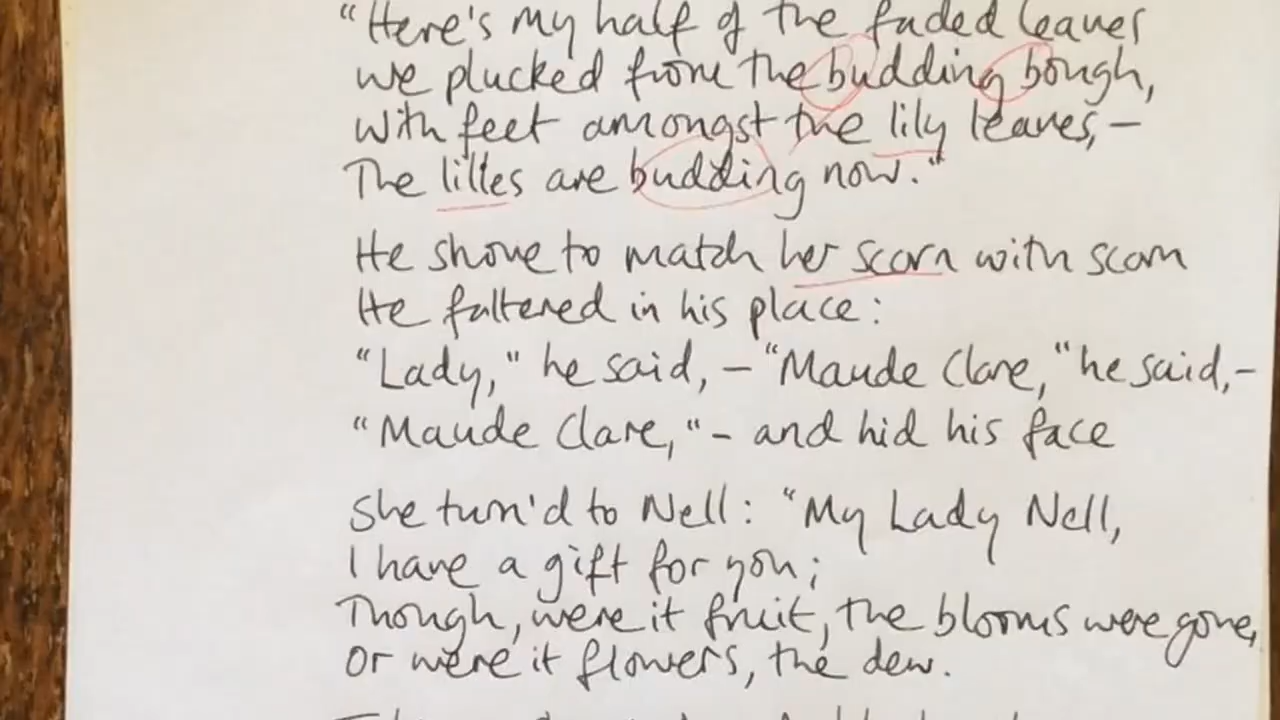 "Here's my half of the faded leaves
we plucked from the budding bough,
With feet amongst the lily leaves, –
The lilies are budding now."
He strove to match her scorn with scorn
He faltered in his place:
"Lady," he said, – "Maude Clare," he said, –
"Maude Clare," – and hid his face
She turn'd to Nell: "My Lady Nell,
I have a gift for you;
Though, were it fruit, the blooms were gone,
Or were it flowers, the dew.